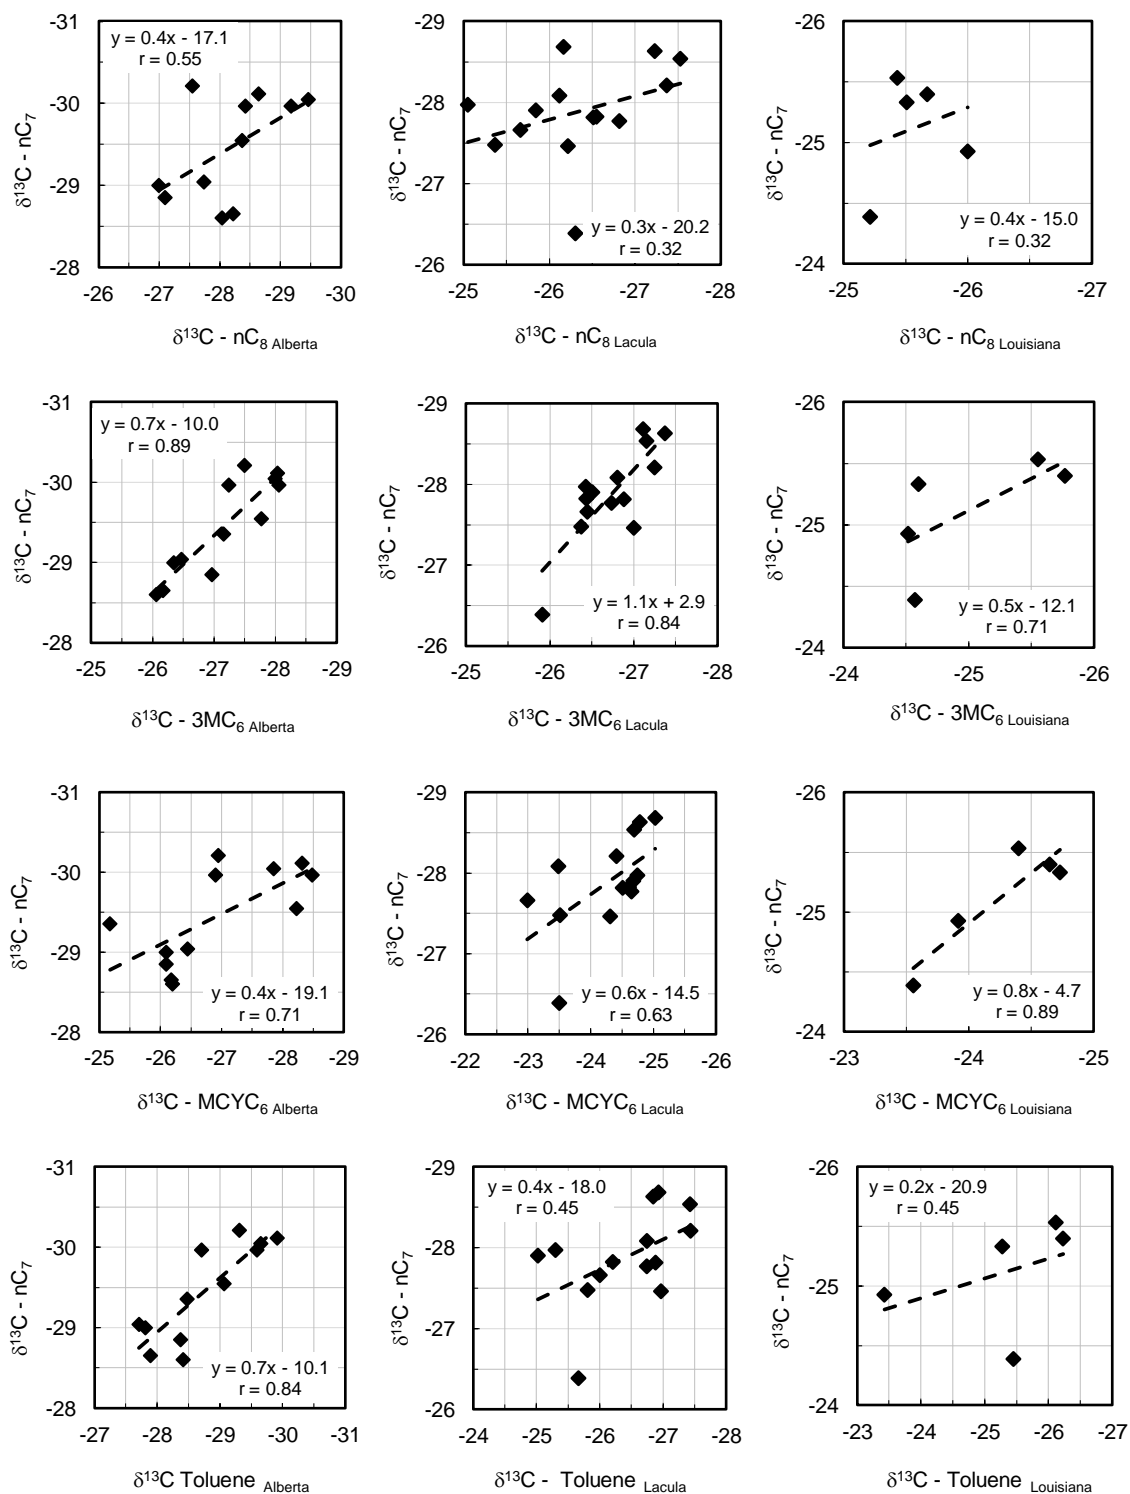 -31
-30
-29
-28
-26
-27
-28
-29
-30
y = 0.4x - 17.1
r = 0.55
δ¹³C - nC₇
δ¹³C - nC₈ Alberta
-29
-28
-27
-26
-25
-26
-27
-28
y = 0.3x - 20.2
r = 0.32
δ¹³C - nC₇
δ¹³C - nC₈ Lacula
-26
-25
-24
-25
-26
-27
y = 0.4x - 15.0
r = 0.32
δ¹³C - nC₇
δ¹³C - nC₈ Louisiana
-31
-30
-29
-28
-25
-26
-27
-28
-29
y = 0.7x - 10.0
r = 0.89
δ¹³C - nC₇
δ¹³C - 3MC₆ Alberta
-29
-28
-27
-26
-25
-26
-27
-28
y = 1.1x + 2.9
r = 0.84
δ¹³C - nC₇
δ¹³C - 3MC₆ Lacula
-26
-25
-24
-24
-25
-26
y = 0.5x - 12.1
r = 0.71
δ¹³C - nC₇
δ¹³C - 3MC₆ Louisiana
-31
-30
-29
-28
-25
-26
-27
-28
-29
y = 0.4x - 19.1
r = 0.71
δ¹³C - nC₇
δ¹³C - MCYC₆ Alberta
-29
-28
-27
-26
-22
-23
-24
-25
-26
y = 0.6x - 14.5
r = 0.63
δ¹³C - nC₇
δ¹³C - MCYC₆ Lacula
-26
-25
-24
-23
-24
-25
y = 0.8x - 4.7
r = 0.89
δ¹³C - nC₇
δ¹³C - MCYC₆ Louisiana
-31
-30
-29
-28
-27
-28
-29
-30
-31
y = 0.7x - 10.1
r = 0.84
δ¹³C - nC₇
δ¹³C Toluene Alberta
-29
-28
-27
-26
-24
-25
-26
-27
-28
y = 0.4x - 18.0
r = 0.45
δ¹³C - nC₇
δ¹³C - Toluene Lacula
-26
-25
-24
-23
-24
-25
-26
-27
y = 0.2x - 20.9
r = 0.45
δ¹³C - nC₇
δ¹³C - Toluene Louisiana